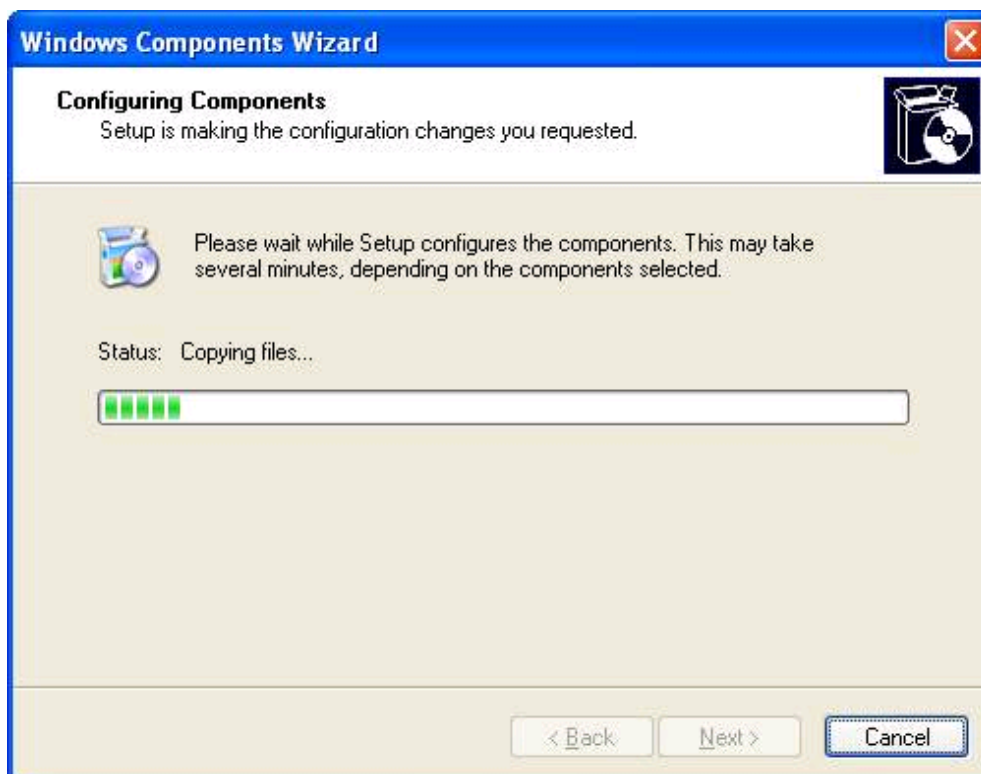 Windows Components Wizard
Configuring Components
Setup is making the configuration changes you requested.
Please wait while Setup configures the components. This may take
several minutes, depending on the components selected.
Status: Copying files...
< Back
Next >
Cancel